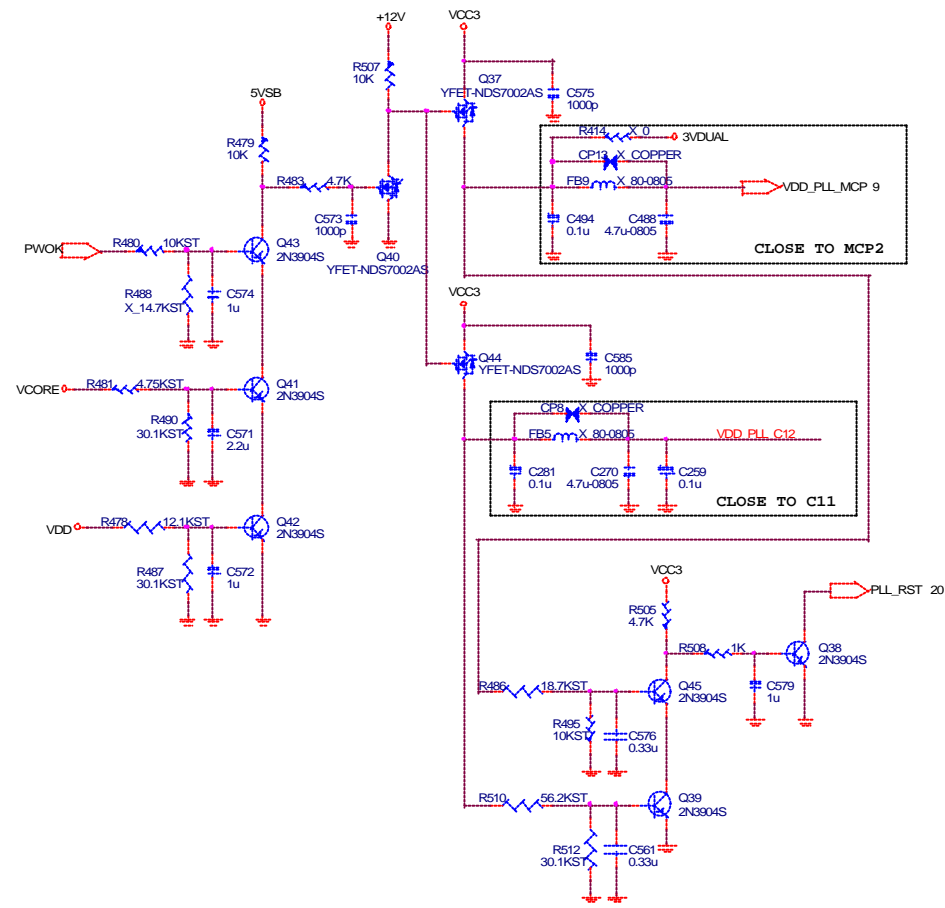 +12V
VCC3
R507
10K
Q37
YFET-NDS7002AS
C575
1000p
5VSB
R479
10K
R483
4.7K
C573
1000p
Q40
YFET-NDS7002AS
R414
X_0
3VDUAL
CP13
X_COPPER
FB9
X_80-0805
VDD_PLL_MCP 9
C494
0.1u
C488
4.7u-0805
CLOSE TO MCP2
PWOK
R480
10KST
Q43
2N3904S
R488
X_14.7KST
C574
1u
VCC3
Q44
YFET-NDS7002AS
C585
1000p
VCORE
R481
4.75KST
Q41
2N3904S
R490
30.1KST
C571
2.2u
CP8
X_COPPER
FB5
X_80-0805
VDD_PLL_C12
C281
0.1u
C270
4.7u-0805
C259
0.1u
CLOSE TO C11
VDD
R478
12.1KST
Q42
2N3904S
R487
30.1KST
C572
1u
VCC3
R505
4.7K
PLL_RST 20
R508
1K
Q38
2N3904S
C579
1u
R486
18.7KST
Q45
2N3904S
R495
10KST
C576
0.33u
R510
56.2KST
Q39
2N3904S
R512
30.1KST
C561
0.33u